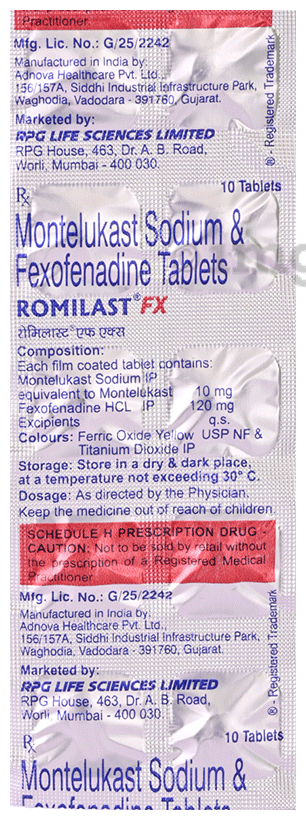 Practitioner.
Mfg. Lic. No.: G/25/2242
Manufactured in India by:
Adnova Healthcare Pvt. Ltd.,
156/157A, Siddhi Industrial Infrastructure Park,
Waghodia, Vadodara - 391760, Gujarat.
Marketed by:
RPG LIFE SCIENCES LIMITED
RPG House, 463, Dr. A. B. Road,
Worli, Mumbai - 400 030.
® - Registered Trademark
℞
10 Tablets
Montelukast Sodium &
Fexofenadine Tablets
ROMILAST® FX
रोमिलास्ट® एफ एक्स
Composition:
Each film coated tablet contains:
Montelukast Sodium IP
equivalent to Montelukast 10 mg
Fexofenadine HCL IP 120 mg
Excipients q.s.
Colours: Ferric Oxide Yellow USP NF &
Titanium Dioxide IP
Storage: Store in a dry & dark place,
at a temperature not exceeding 30° C.
Dosage: As directed by the Physician.
Keep the medicine out of reach of children
SCHEDULE H PRESCRIPTION DRUG -
CAUTION: Not to be sold by retail without
the prescription of a Registered Medical
Practitioner.
Mfg. Lic. No.: G/25/2242
Manufactured in India by:
Adnova Healthcare Pvt. Ltd.,
156/157A, Siddhi Industrial Infrastructure Park,
Waghodia, Vadodara - 391760, Gujarat.
Marketed by:
RPG LIFE SCIENCES LIMITED
RPG House, 463, Dr. A. B. Road,
Worli, Mumbai - 400 030.
® - Registered Trademark
℞
10 Tablets
Montelukast Sodium &
Fexofenadine Tablets